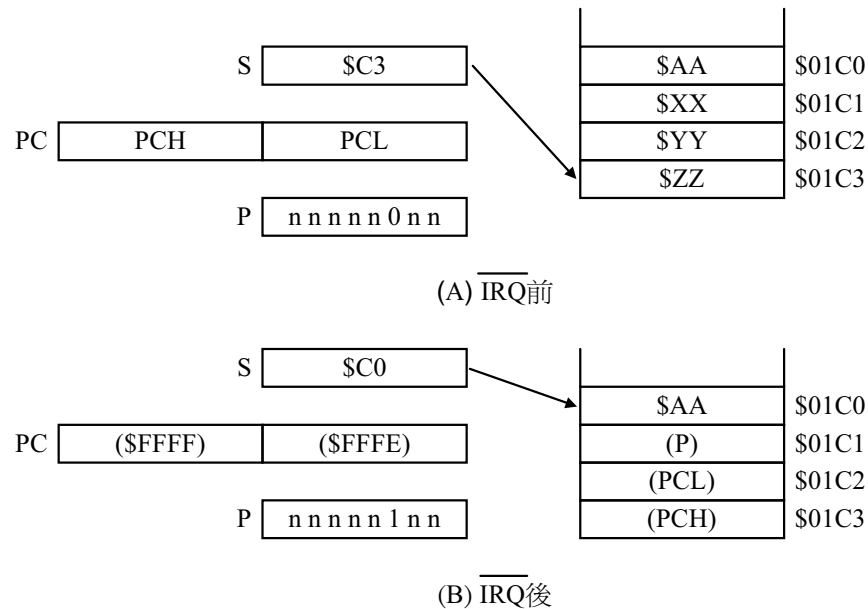 S $C3
$AA $01C0
$XX $01C1
PC PCH PCL
$YY $01C2
$ZZ $01C3
P n n n n n 0 n n
(A) IRQ前
S $C0
$AA $01C0
PC ($FFFF) ($FFFE)
(P) $01C1
(PCL) $01C2
P n n n n n 1 n n
(PCH) $01C3
(B) IRQ後